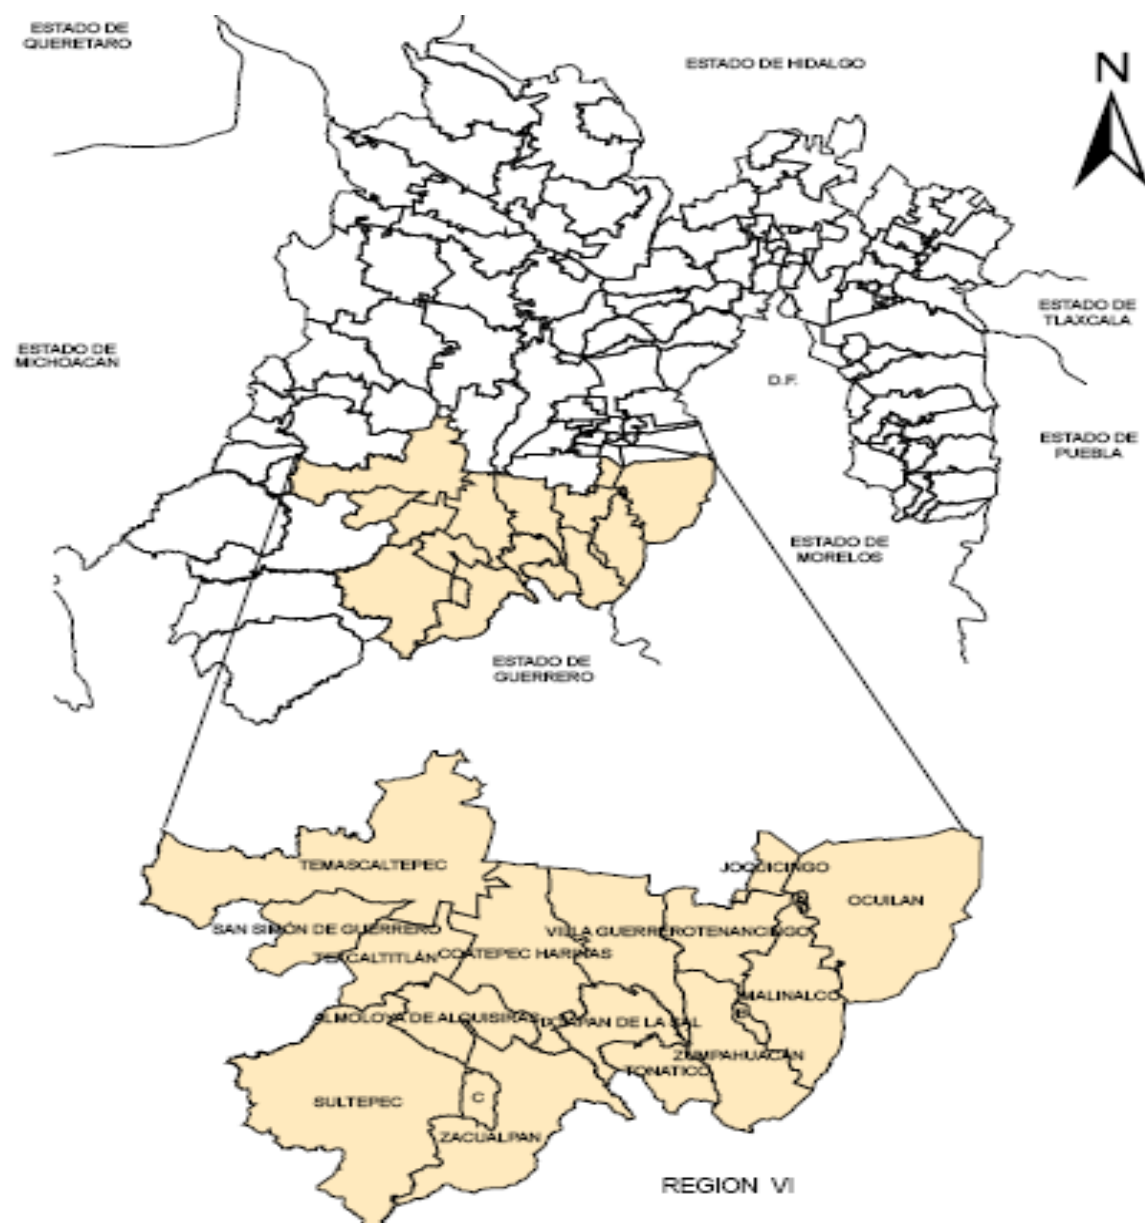 ESTADO DE
QUERETARO
ESTADO DE HIDALGO
N
ESTADO DE
TLAXCALA
ESTADO DE
MICHOACAN
D.F.
ESTADO DE
PUEBLA
ESTADO DE
MORELOS
ESTADO DE
GUERRERO
TEMASCALTEPEC
JOQUICINGO
OCUILAN
SAN SIMÓN DE GUERRERO
VILLA GUERRERO
TENANCINGO
TEXCALTITLÁN
COATEPEC HARINAS
MALINALCO
B
ALMOLOYA DE ALQUISIRAS
IXTAPAN DE LA SAL
ZUMPAHUACÁN
TONATICO
SULTEPEC
C
ZACUALPAN
REGION VI